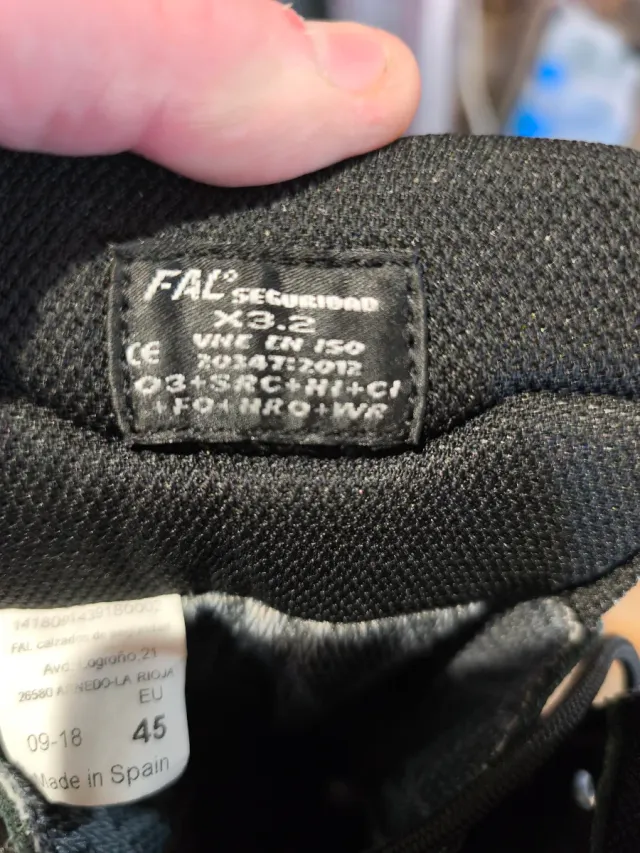 FAL® SEGURIDAD
X3.2
UNE EN ISO
CE 20347:2012
O3+SRC+HI+CI
+FO+HRO+WR
FAL calzados de seguridad
Avd. Logroño 21
26580 ARNEDO-LA RIOJA
EU
09-18 45
Made in Spain